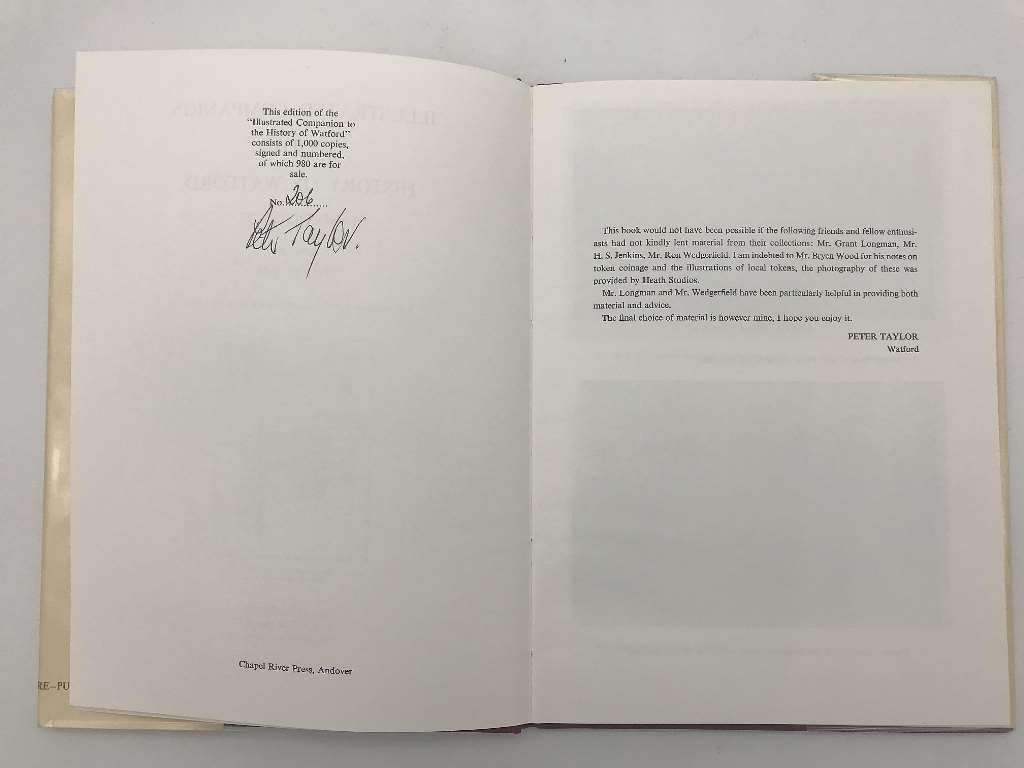 This edition of the
"Illustrated Companion to
the History of Watford"
consists of 1,000 copies,
signed and numbered,
of which 980 are for
sale.
No. 206
Peter Taylor.
Chapel River Press, Andover
RE—PU
This book would not have been possible if the following friends and fellow enthusi-
asts had not kindly lent material from their collections: Mr. Grant Longman, Mr.
H. S. Jenkins, Mr. Ron Wedgerfield. I am indebted to Mr. Bryen Wood for his notes on
token coinage and the illustrations of local tokens, the photography of these was
provided by Heath Studios.
Mr. Longman and Mr. Wedgerfield have been particularly helpful in providing both
material and advice.
The final choice of material is however mine, I hope you enjoy it.
PETER TAYLOR
Watford